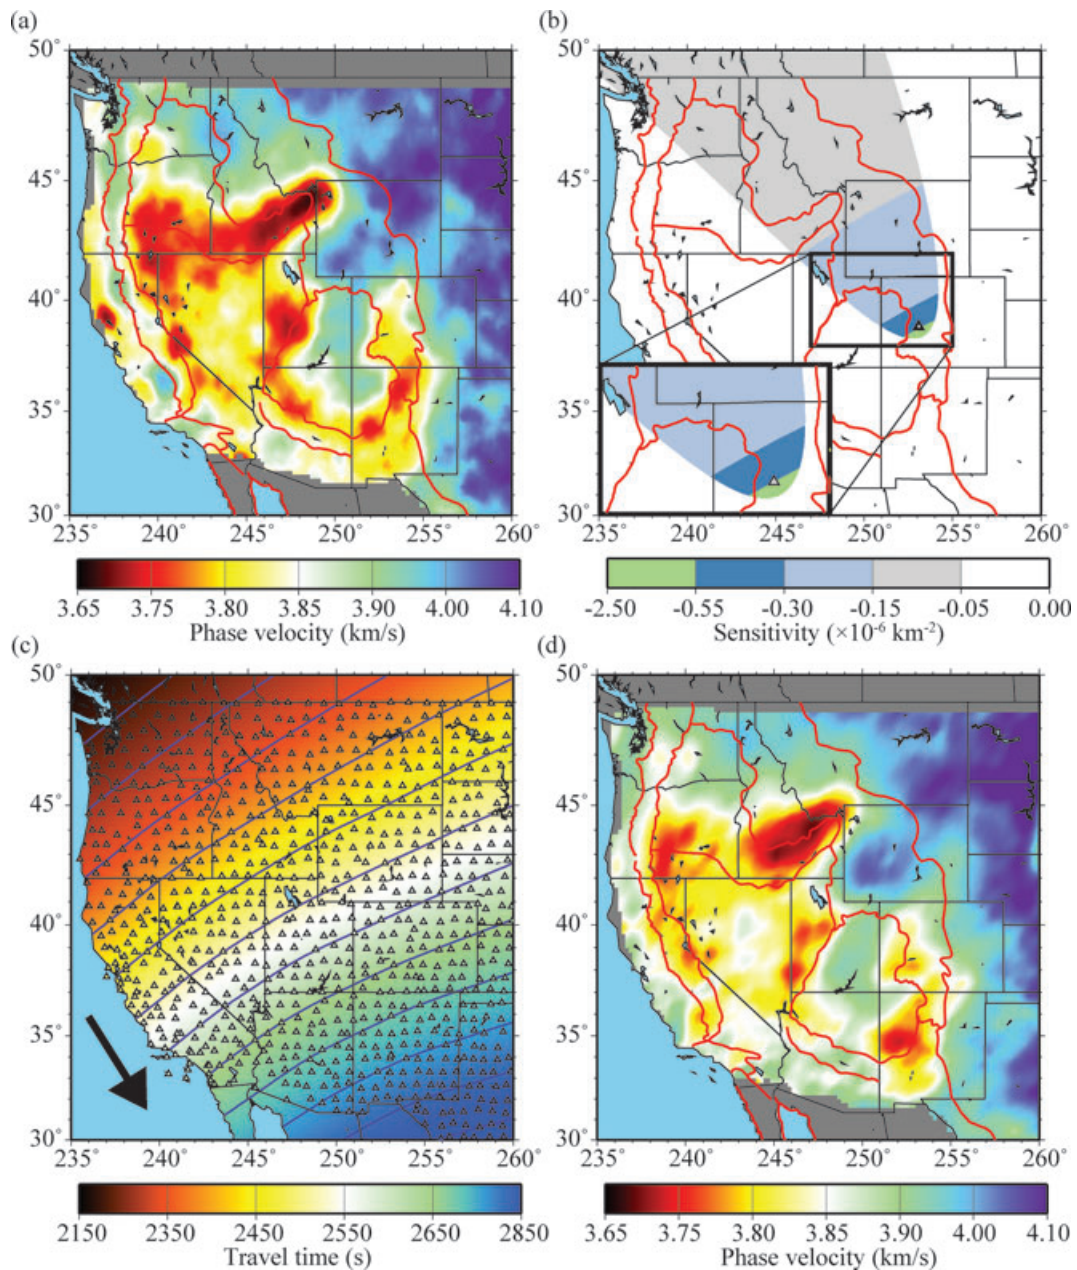 (a)
(b)
50°
45°
40°
35°
30°
235 240 245 250 255 260°
50°
45°
40°
35°
30°
235 240 245 250 255 260°
3.65 3.75 3.80 3.85 3.90 4.00 4.10
Phase velocity (km/s)
-2.50 -0.55 -0.30 -0.15 -0.05 0.00
Sensitivity (×10⁻⁶ km⁻²)
(c)
(d)
50°
45°
40°
35°
30°
235 240 245 250 255 260°
50°
45°
40°
35°
30°
235 240 245 250 255 260°
2150 2350 2450 2550 2650 2850
Travel time (s)
3.65 3.75 3.80 3.85 3.90 4.00 4.10
Phase velocity (km/s)